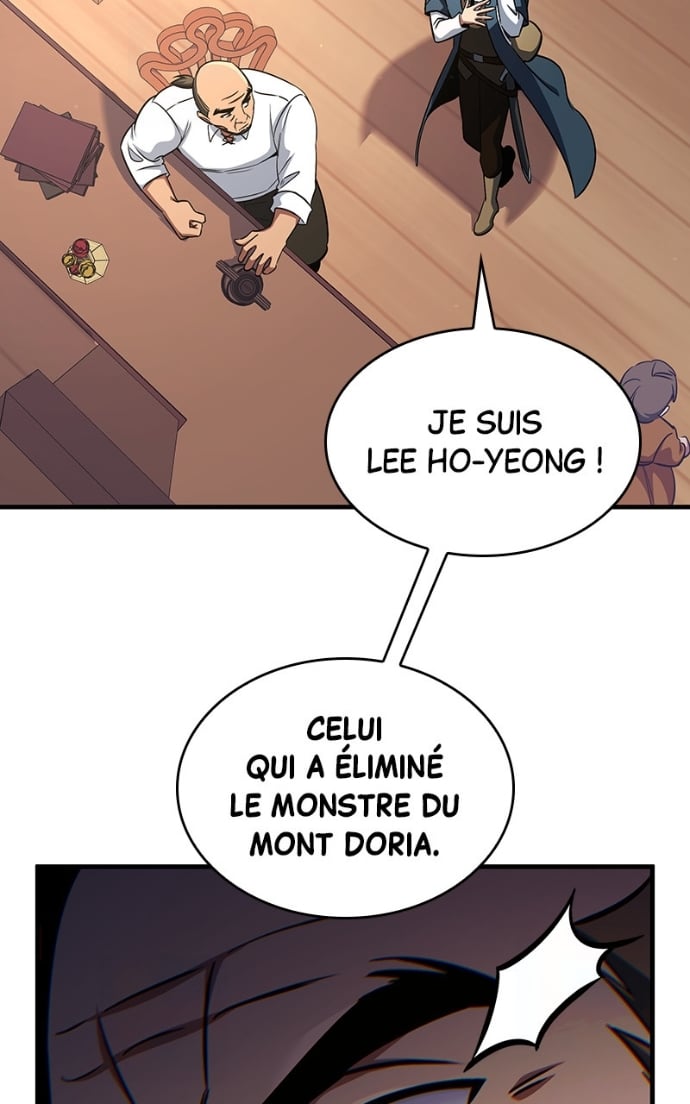 JE SUIS
LEE HO-YEONG !
CELUI
QUI A ÉLIMINÉ
LE MONSTRE DU
MONT DORIA.